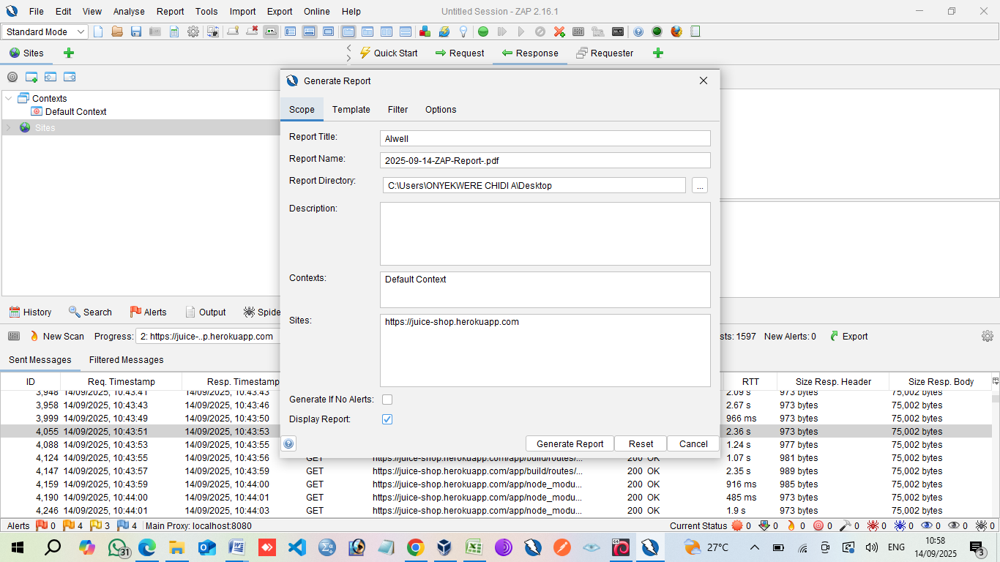 File Edit View Analyse Report Tools Import Export Online Help Untitled Session - ZAP 2.16.1
Standard Mode
Sites Quick Start Request Response Requester
Generate Report
Contexts
Default Context
Sites
Scope Template Filter Options
Report Title: Alwell
Report Name: 2025-09-14-ZAP-Report-.pdf
Report Directory: C:\Users\ONYEKWERE CHIDI A\Desktop ...
Description:
Contexts: Default Context
Sites: https://juice-shop.herokuapp.com
Generate If No Alerts:
Display Report:
Generate Report Reset Cancel
History Search Alerts Output Spide
New Scan Progress: 2: https://juice-..p.herokuapp.com sts: 1597 New Alerts: 0 Export
Sent Messages Filtered Messages
ID Req. Timestamp Resp. Timestamp RTT Size Resp. Header Size Resp. Body
3,948 14/09/2025, 10:43:41 14/09/2025, 10:43:43 2.09 s 973 bytes 75,002 bytes
3,958 14/09/2025, 10:43:43 14/09/2025, 10:43:46 2.67 s 973 bytes 75,002 bytes
3,999 14/09/2025, 10:43:49 14/09/2025, 10:43:50 966 ms 973 bytes 75,002 bytes
4,055 14/09/2025, 10:43:51 14/09/2025, 10:43:53 2.36 s 973 bytes 75,002 bytes
4,088 14/09/2025, 10:43:53 14/09/2025, 10:43:55 1.24 s 977 bytes 75,002 bytes
4,124 14/09/2025, 10:43:55 14/09/2025, 10:43:56 GET https://juice-shop.herokuapp.com/app/build/routes/... 200 OK 1.07 s 981 bytes 75,002 bytes
4,147 14/09/2025, 10:43:57 14/09/2025, 10:43:59 GET https://juice-shop.herokuapp.com/app/build/routes/... 200 OK 2.35 s 989 bytes 75,002 bytes
4,159 14/09/2025, 10:43:59 14/09/2025, 10:44:00 GET https://juice-shop.herokuapp.com/app/node_modu... 200 OK 916 ms 985 bytes 75,002 bytes
4,190 14/09/2025, 10:44:00 14/09/2025, 10:44:01 GET https://juice-shop.herokuapp.com/app/node_modu... 200 OK 485 ms 973 bytes 75,002 bytes
4,246 14/09/2025, 10:44:01 14/09/2025, 10:44:03 GET https://juice-shop.herokuapp.com/app/node_modu... 200 OK 1.9 s 973 bytes 75,002 bytes
Alerts 0 4 3 4 Main Proxy: localhost:8080 Current Status 0 0 0 0 0 0 0 0 0
31 27°C ENG 10:58
14/09/2025 3